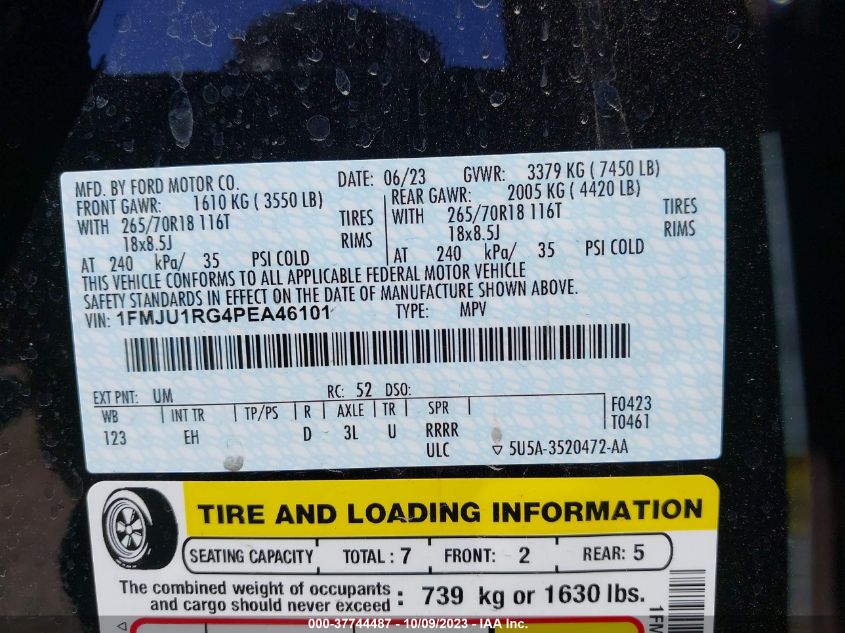 MFD. BY FORD MOTOR CO. DATE: 06/23 GVWR: 3379 KG ( 7450 LB)
FRONT GAWR: 1610 KG ( 3550 LB) REAR GAWR: 2005 KG ( 4420 LB)
WITH 265/70R18 116T TIRES WITH 265/70R18 116T TIRES
18x8.5J RIMS 18x8.5J RIMS
AT 240 kPa/ 35 PSI COLD AT 240 kPa/ 35 PSI COLD
THIS VEHICLE CONFORMS TO ALL APPLICABLE FEDERAL MOTOR VEHICLE
SAFETY STANDARDS IN EFFECT ON THE DATE OF MANUFACTURE SHOWN ABOVE.
VIN: 1FMJU1RG4PEA46101 TYPE: MPV
EXT PNT: UM RC: 52 DSO:
WB INT TR TP/PS R AXLE TR SPR F0423
123 EH D 3L U RRRR T0461
ULC 5U5A-3520472-AA
TIRE AND LOADING INFORMATION
SEATING CAPACITY TOTAL : 7 FRONT: 2 REAR: 5
The combined weight of occupants
and cargo should never exceed : 739 kg or 1630 lbs.
1FM
000-37744487 - 10/09/2023 - IAA Inc.